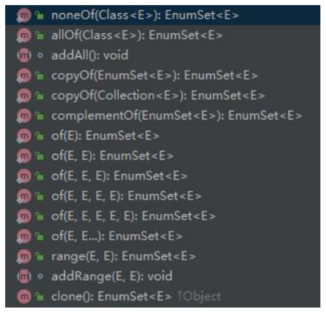 noneOf(Class<E>): EnumSet<E>
allOf(Class<E>): EnumSet<E>
addAll(): void
copyOf(EnumSet<E>): EnumSet<E>
copyOf(Collection<E>): EnumSet<E>
complementOf(EnumSet<E>): EnumSet<E>
of(E): EnumSet<E>
of(E, E): EnumSet<E>
of(E, E, E): EnumSet<E>
of(E, E, E, E): EnumSet<E>
of(E, E, E, E, E): EnumSet<E>
of(E, E...): EnumSet<E>
range(E, E): EnumSet<E>
addRange(E, E): void
clone(): EnumSet<E> ↑Object